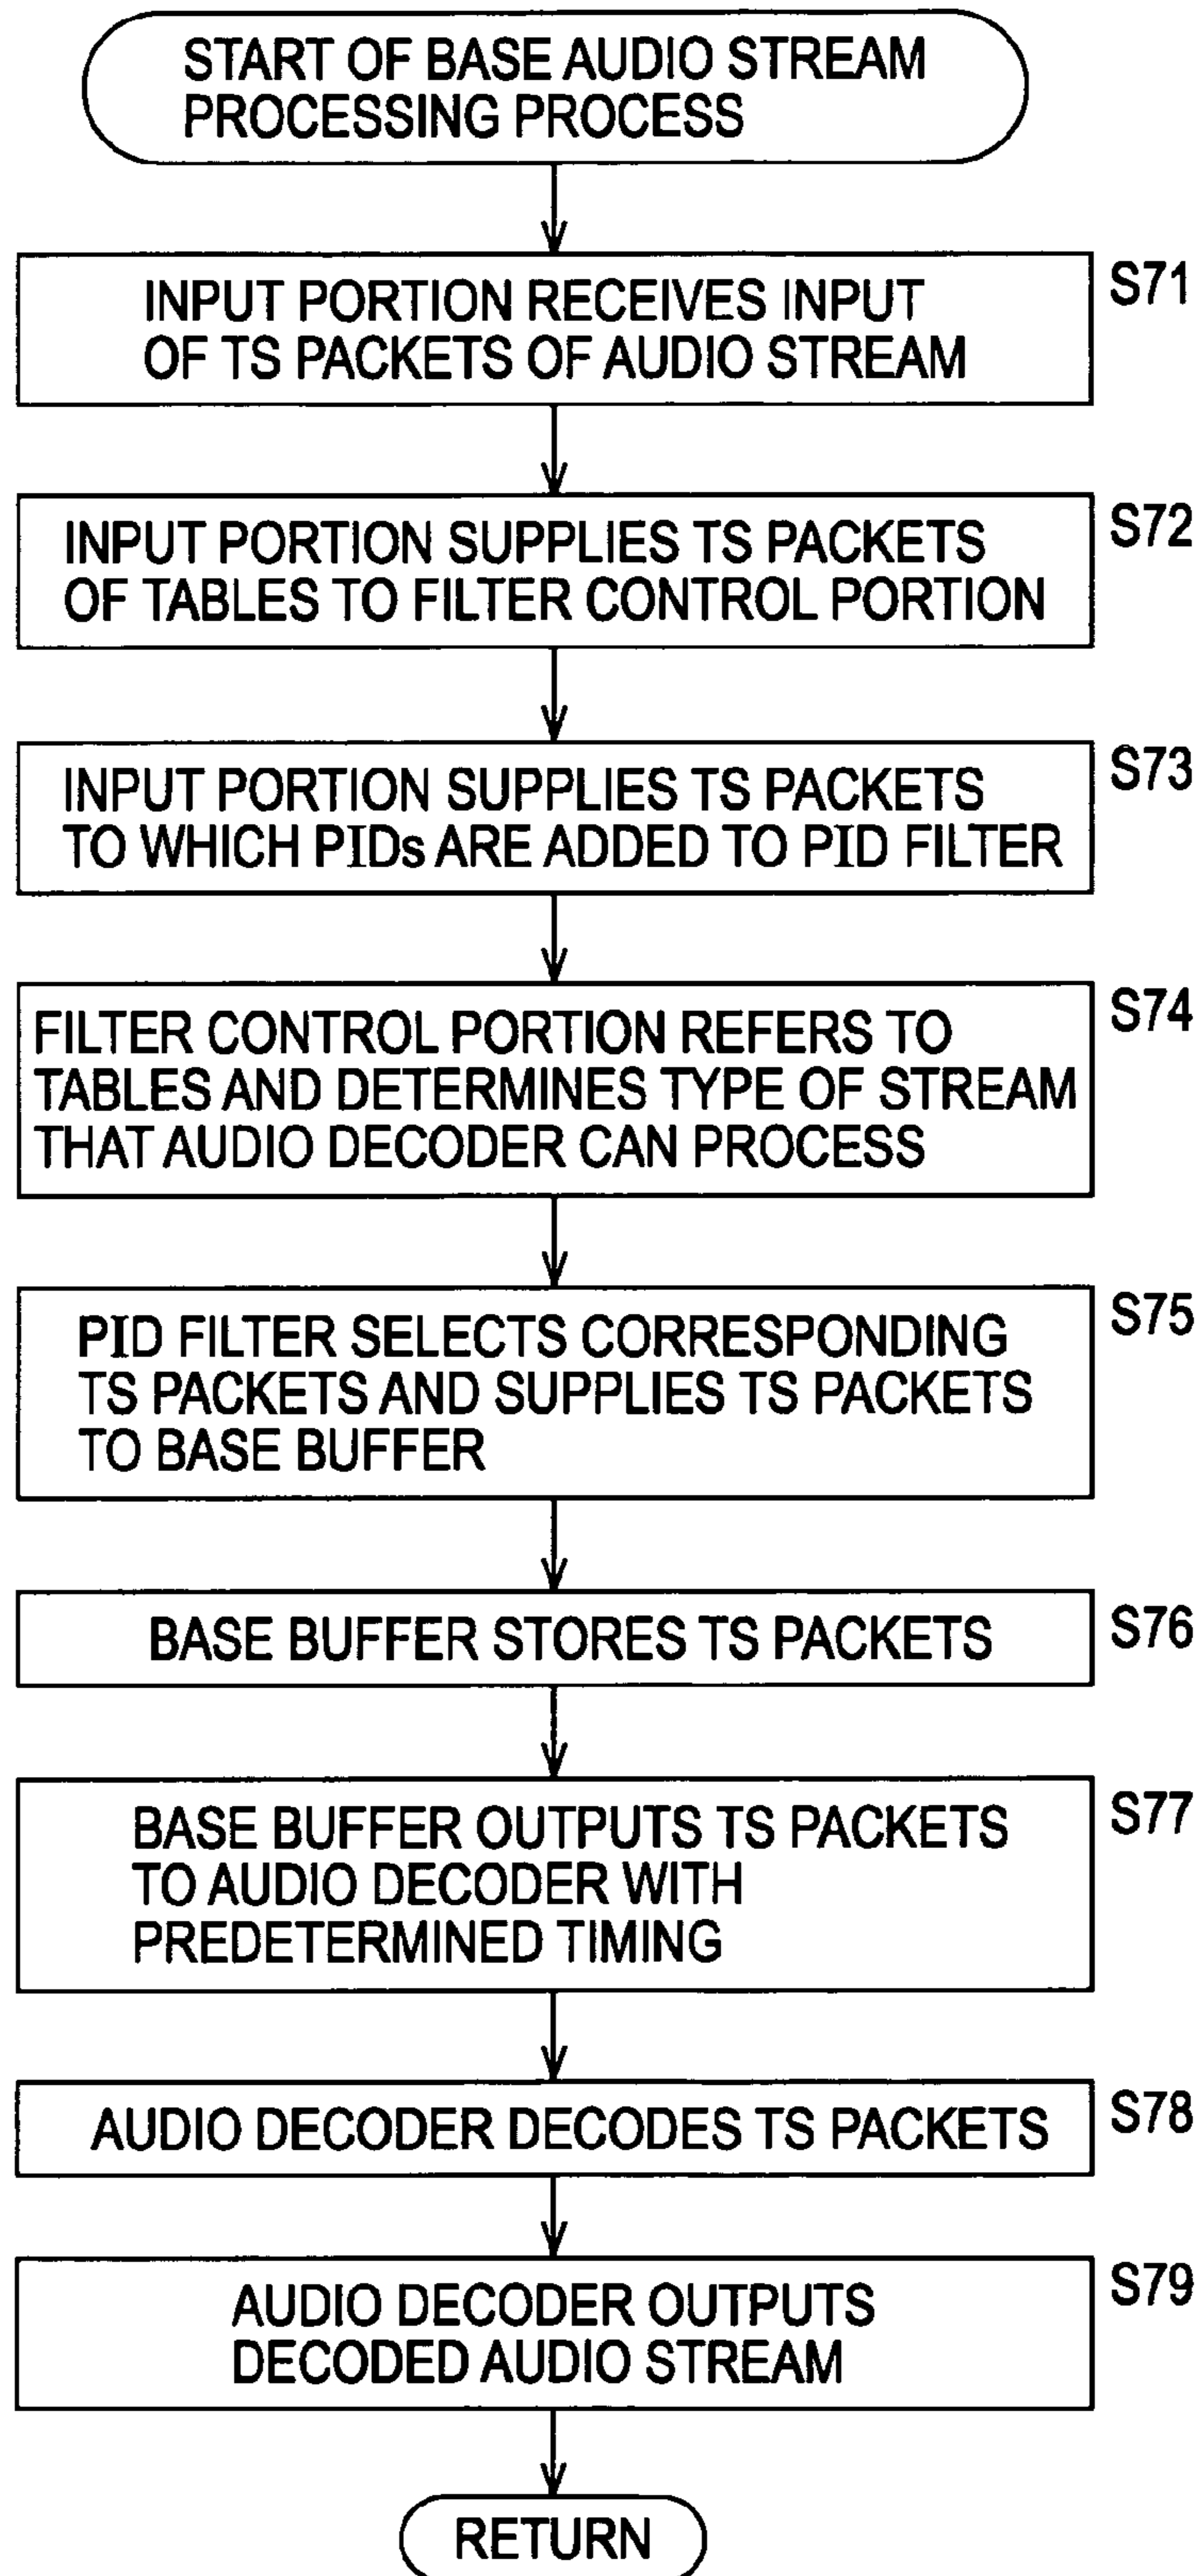 START OF BASE AUDIO STREAM
PROCESSING PROCESS
S71
INPUT PORTION RECEIVES INPUT
OF TS PACKETS OF AUDIO STREAM
S72
INPUT PORTION SUPPLIES TS PACKETS
OF TABLES TO FILTER CONTROL PORTION
S73
INPUT PORTION SUPPLIES TS PACKETS
TO WHICH PIDs ARE ADDED TO PID FILTER
S74
FILTER CONTROL PORTION REFERS TO
TABLES AND DETERMINES TYPE OF STREAM
THAT AUDIO DECODER CAN PROCESS
S75
PID FILTER SELECTS CORRESPONDING
TS PACKETS AND SUPPLIES TS PACKETS
TO BASE BUFFER
S76
BASE BUFFER STORES TS PACKETS
S77
BASE BUFFER OUTPUTS TS PACKETS
TO AUDIO DECODER WITH
PREDETERMINED TIMING
S78
AUDIO DECODER DECODES TS PACKETS
S79
AUDIO DECODER OUTPUTS
DECODED AUDIO STREAM
RETURN